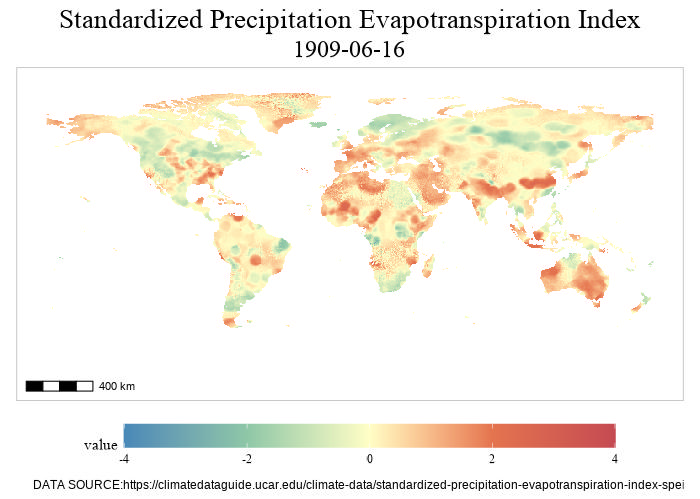 Standardized Precipitation Evapotranspiration Index
1909-06-16
400 km
value
-4 -2 0 2 4
DATA SOURCE:https://climatedataguide.ucar.edu/climate-data/standardized-precipitation-evapotranspiration-index-spei